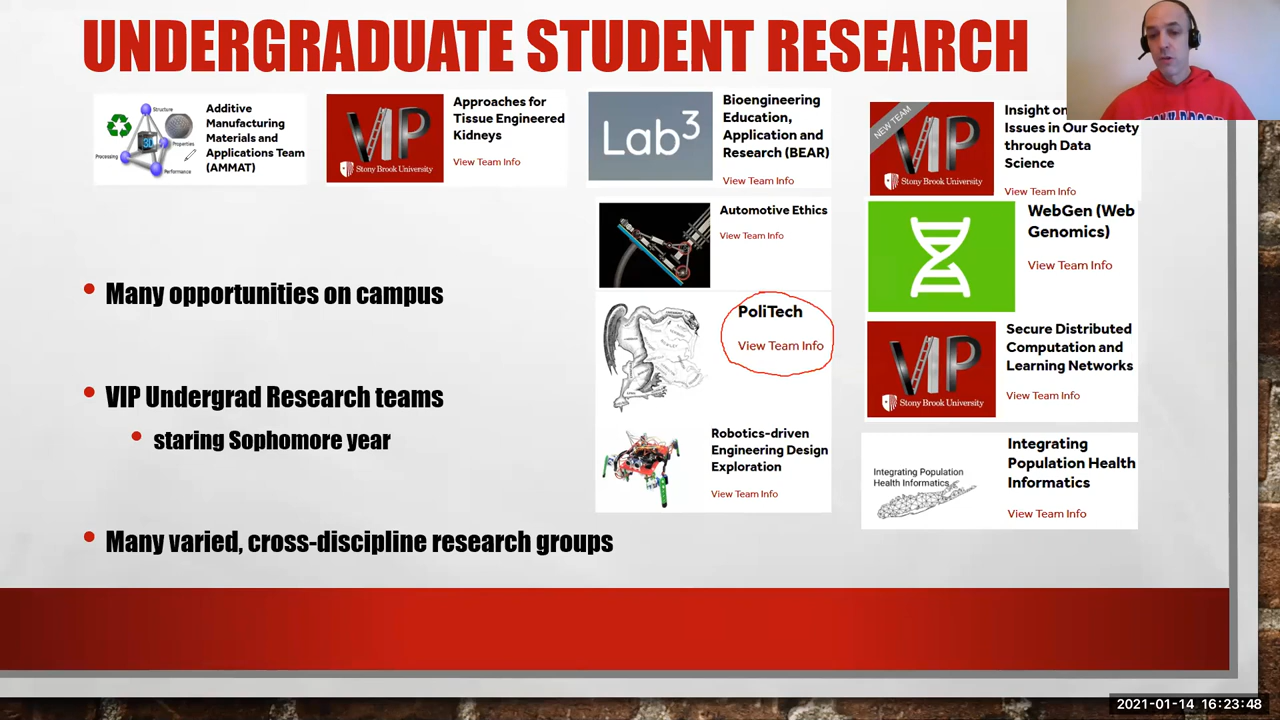 UNDERGRADUATE STUDENT RESEARCH
Structure
Processing
Properties
Performance
3D
Additive
Manufacturing
Materials and
Applications Team
(AMMAT)
VIP
Stony Brook University
Approaches for
Tissue Engineered
Kidneys
View Team Info
Lab3
Bioengineering
Education,
Application and
Research (BEAR)
View Team Info
NEW TEAM
VIP
Stony Brook University
Insight on
Issues in Our Society
through Data
Science
View Team Info
Automotive Ethics
View Team Info
WebGen (Web
Genomics)
View Team Info
• Many opportunities on campus
PoliTech
View Team Info
VIP
Stony Brook University
Secure Distributed
Computation and
Learning Networks
View Team Info
• VIP Undergrad Research teams
• staring Sophomore year
Robotics-driven
Engineering Design
Exploration
View Team Info
Integrating Population
Health Informatics
Integrating
Population Health
Informatics
View Team Info
• Many varied, cross-discipline research groups
2021-01-14 16:23:48